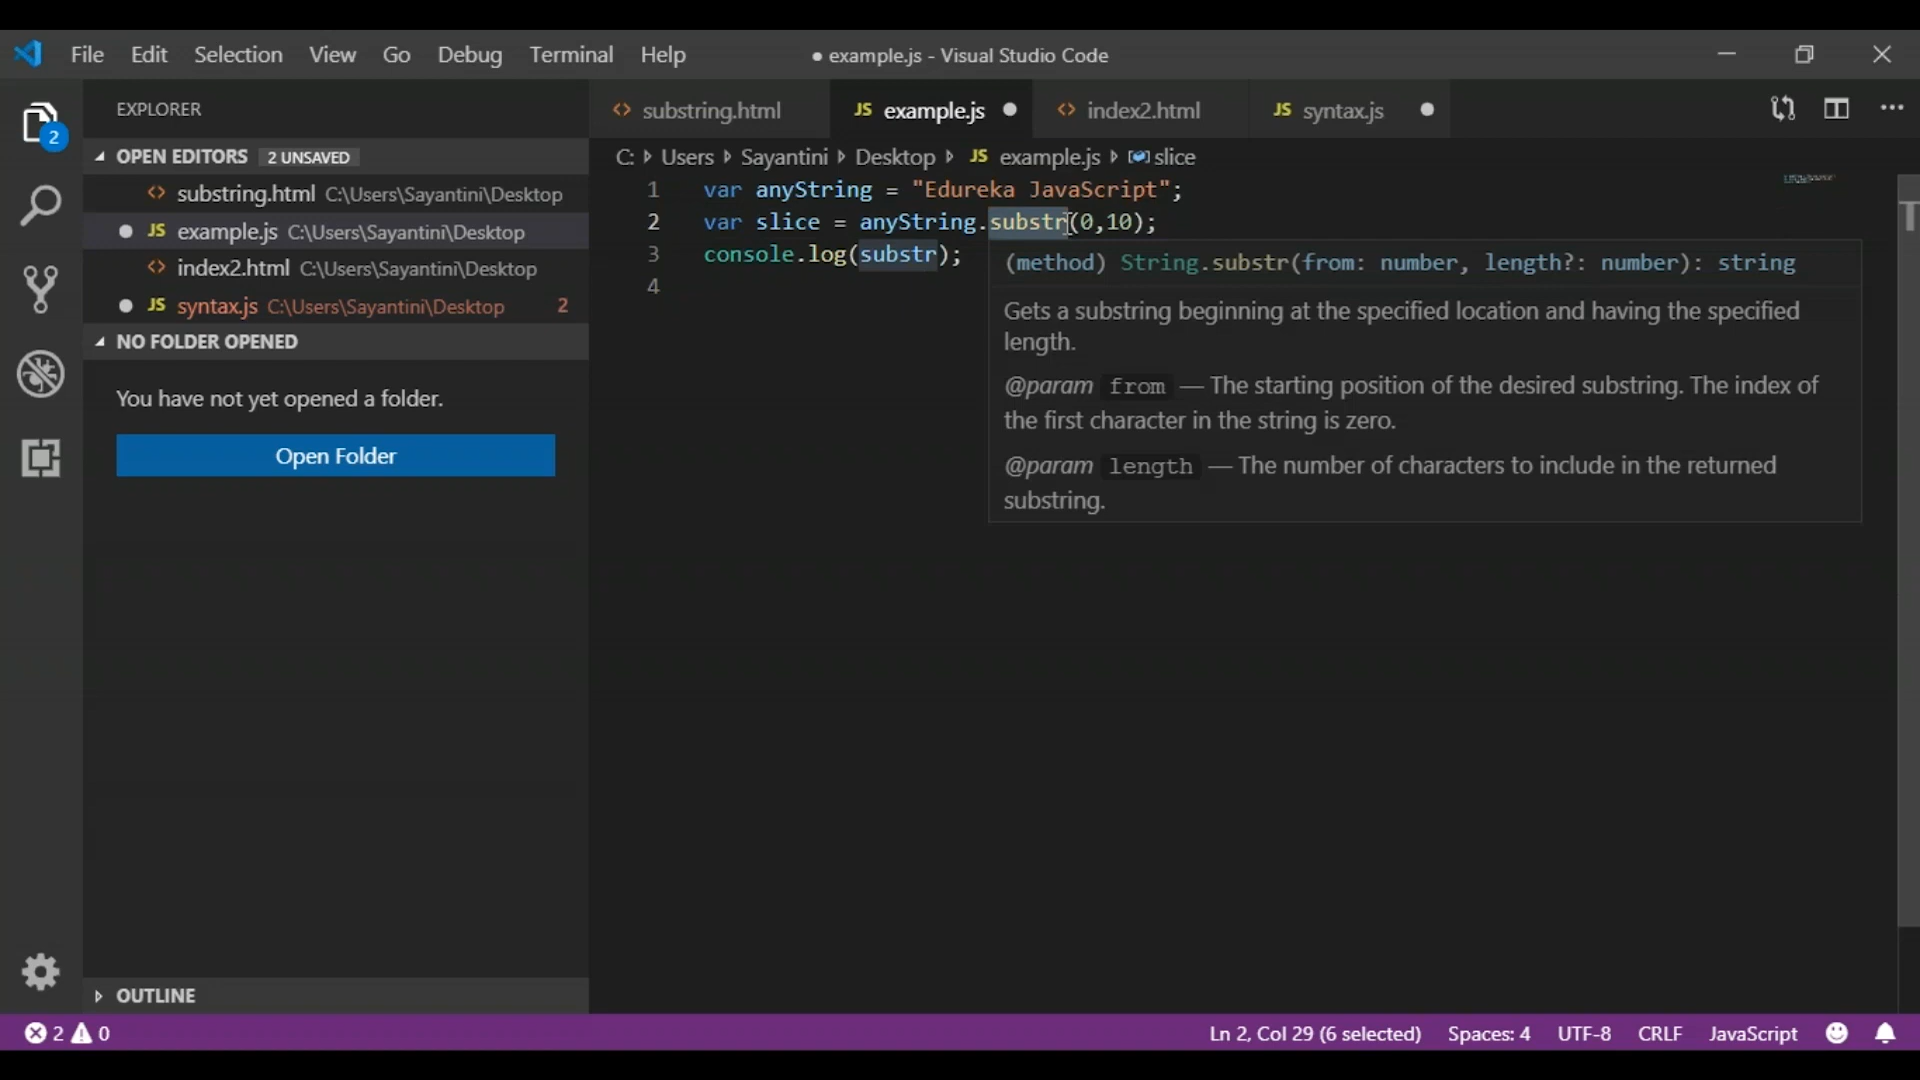 File Edit Selection View Go Debug Terminal Help ● example.js - Visual Studio Code
EXPLORER
<> substring.html JS example.js ● <> index2.html JS syntax.js ●
2
OPEN EDITORS 2 UNSAVED
C: Users Sayantini Desktop JS example.js slice
<> substring.html C:\Users\Sayantini\Desktop
● JS example.js C:\Users\Sayantini\Desktop
<> index2.html C:\Users\Sayantini\Desktop
● JS syntax.js C:\Users\Sayantini\Desktop 2
NO FOLDER OPENED
You have not yet opened a folder.
Open Folder
OUTLINE
1 var anyString = "Edureka JavaScript";
2 var slice = anyString.substr(0,10);
3 console.log(substr);
4
(method) String.substr(from: number, length?: number): string
Gets a substring beginning at the specified location and having the specified
length.
@param from — The starting position of the desired substring. The index of
the first character in the string is zero.
@param length — The number of characters to include in the returned
substring.
2 0 Ln 2, Col 29 (6 selected) Spaces: 4 UTF-8 CRLF JavaScript